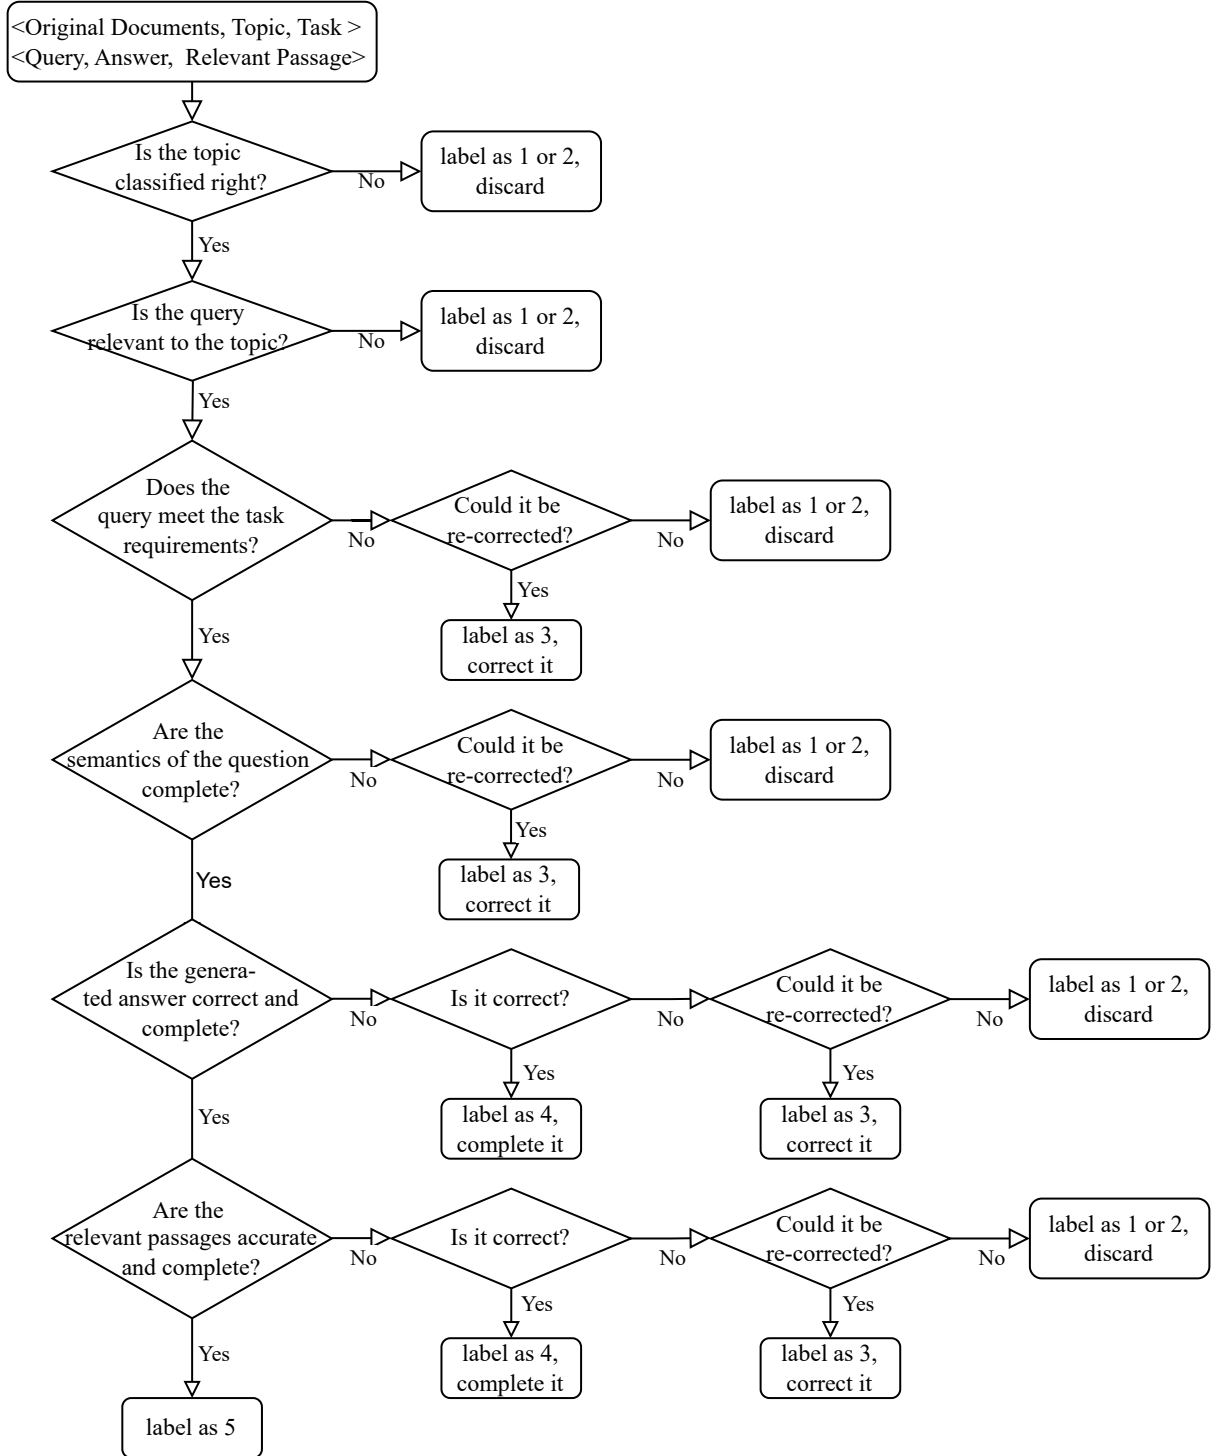 <Original Documents, Topic, Task >
<Query, Answer,  Relevant Passage>
Is the topic
classified right?
No
label as 1 or 2,
discard
Yes
Is the query
relevant to the topic?
No
label as 1 or 2,
discard
Yes
Does the
query meet the task
requirements?
No
Could it be
re-corrected?
No
label as 1 or 2,
discard
Yes
label as 3,
correct it
Yes
Are the
semantics of the question
complete?
No
Could it be
re-corrected?
No
label as 1 or 2,
discard
Yes
label as 3,
correct it
Yes
Is the genera-
ted answer correct and
complete?
No
Is it correct?
No
Could it be
re-corrected?
No
label as 1 or 2,
discard
Yes
label as 4,
complete it
Yes
label as 3,
correct it
Yes
Are the
relevant passages accurate
and complete?
No
Is it correct?
No
Could it be
re-corrected?
No
label as 1 or 2,
discard
Yes
label as 4,
complete it
Yes
label as 3,
correct it
Yes
label as 5